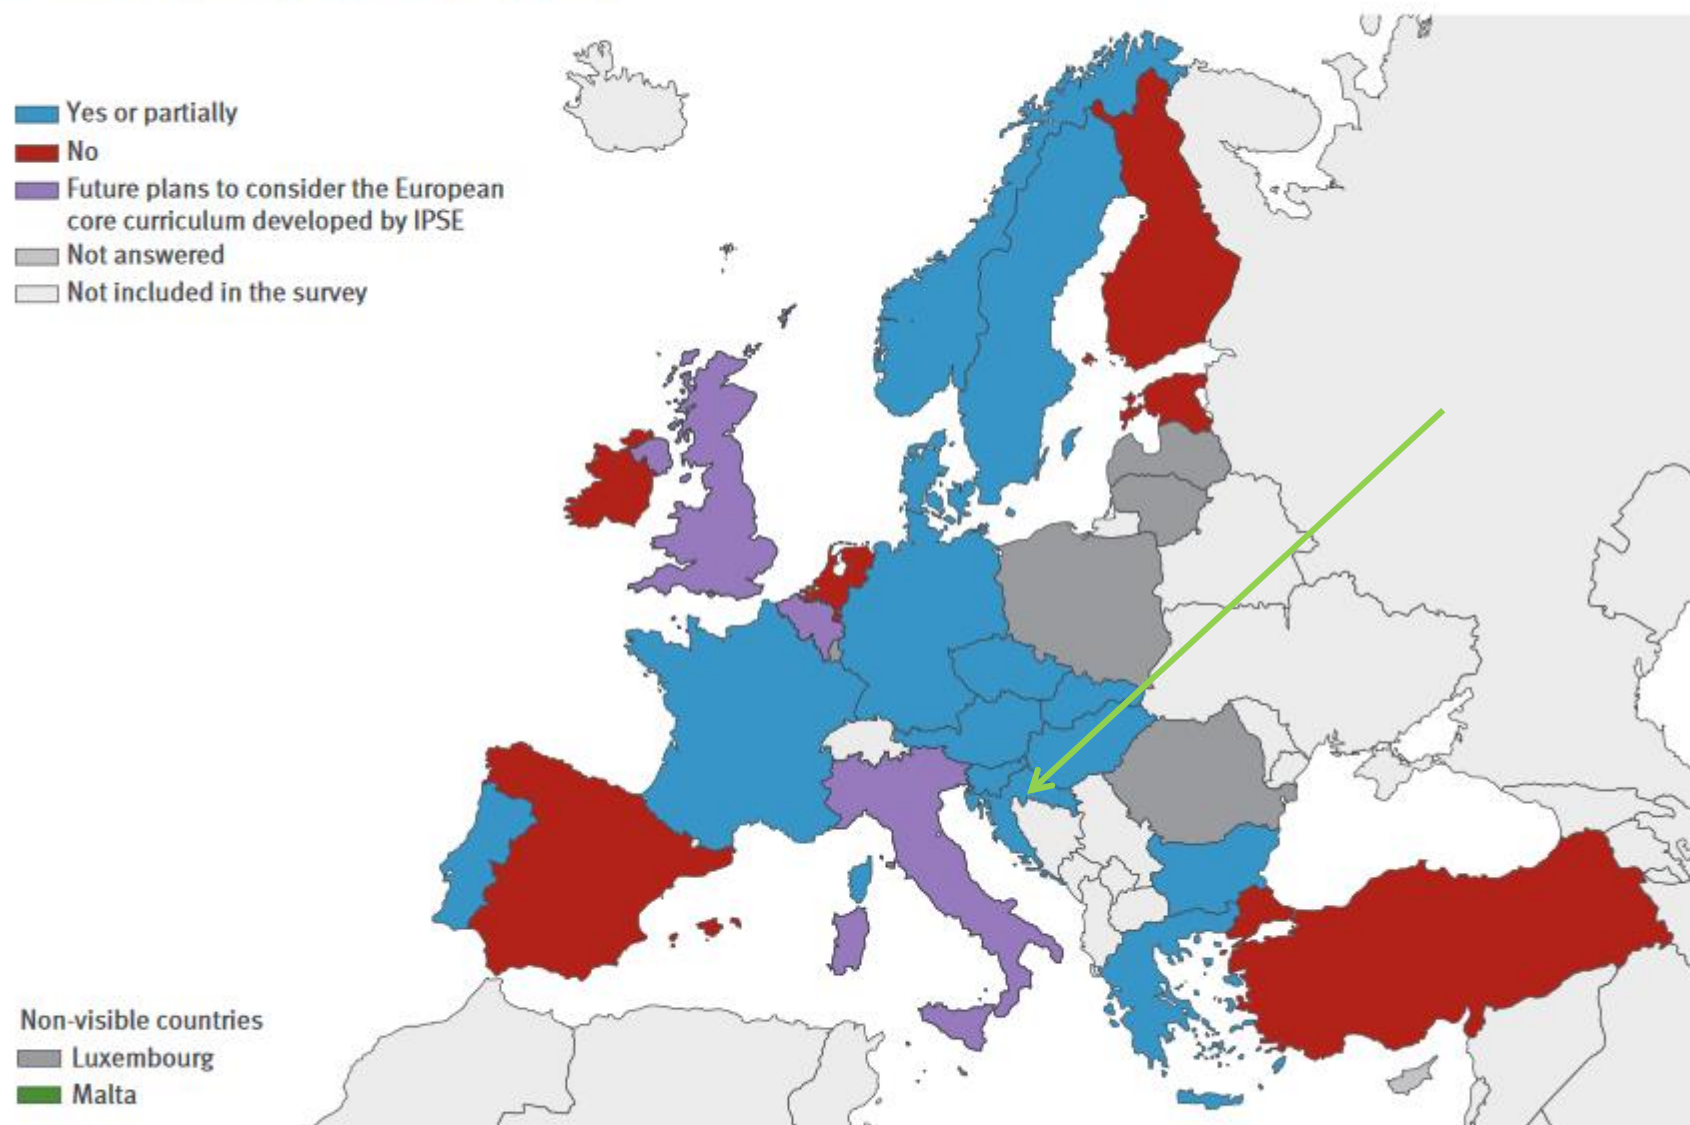 Yes or partially
No
Future plans to consider the European
core curriculum developed by IPSE
Not answered
Not included in the survey
Non-visible countries
Luxembourg
Malta